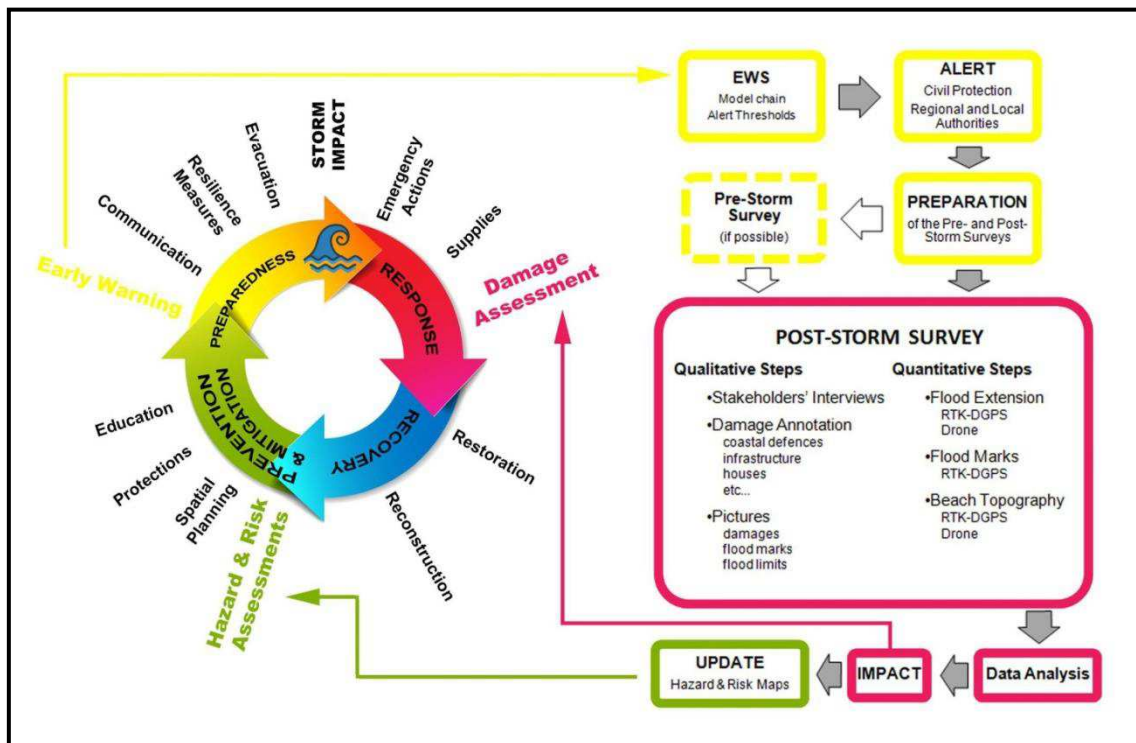 STORM
IMPACT
Evacuation
Resilience
Measures
Communication
Early Warning
Emergency
Actions
Supplies
Damage
Assessment
PREPAREDNESS
RESPONSE
RECOVERY
PREVENTION
&
MITIGATION
Education
Protections
Spatial
Planning
Hazard & Risk
Assessments
Restoration
Reconstruction
EWS
Model chain
Alert Thresholds
ALERT
Civil Protection
Regional and Local
Authorities
Pre-Storm
Survey
(if possible)
PREPARATION
of the Pre- and Post-
Storm Surveys
POST-STORM SURVEY
Qualitative Steps
•Stakeholders' Interviews
•Damage Annotation
coastal defences
infrastructure
houses
etc...
•Pictures
damages
flood marks
flood limits
Quantitative Steps
•Flood Extension
RTK-DGPS
Drone
•Flood Marks
RTK-DGPS
•Beach Topography
RTK-DGPS
Drone
UPDATE
Hazard & Risk Maps
IMPACT
Data Analysis